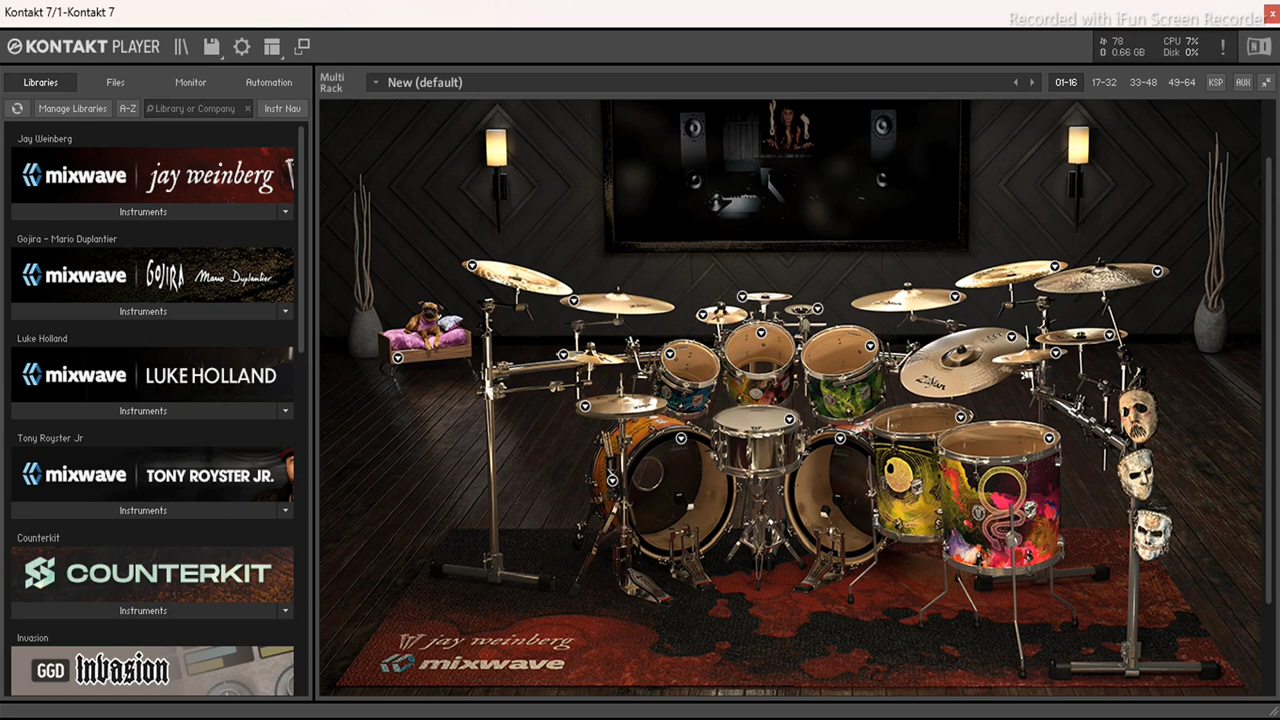 Kontakt 7/1-Kontakt 7
Recorded with iFun Screen Recorder
KONTAKT PLAYER
78
0.66 GB
CPU 7%
Disk 0%
!
Libraries Files Monitor Automation
Manage Libraries A-Z Library or Company × Instr Nav
Multi
Rack
New (default)
01-16 17-32 33-48 49-64 KSP AUX
Jay Weinberg
mixwave | jay weinberg
Instruments
Gojira - Mario Duplantier
mixwave | GOJIRA Mario Duplantier
Instruments
Luke Holland
mixwave | LUKE HOLLAND
Instruments
Tony Royster Jr
mixwave | TONY ROYSTER JR.
Instruments
Counterkit
COUNTERKIT
Instruments
Invasion
GGD Invasion
Zildjian
jay weinberg
mixwave